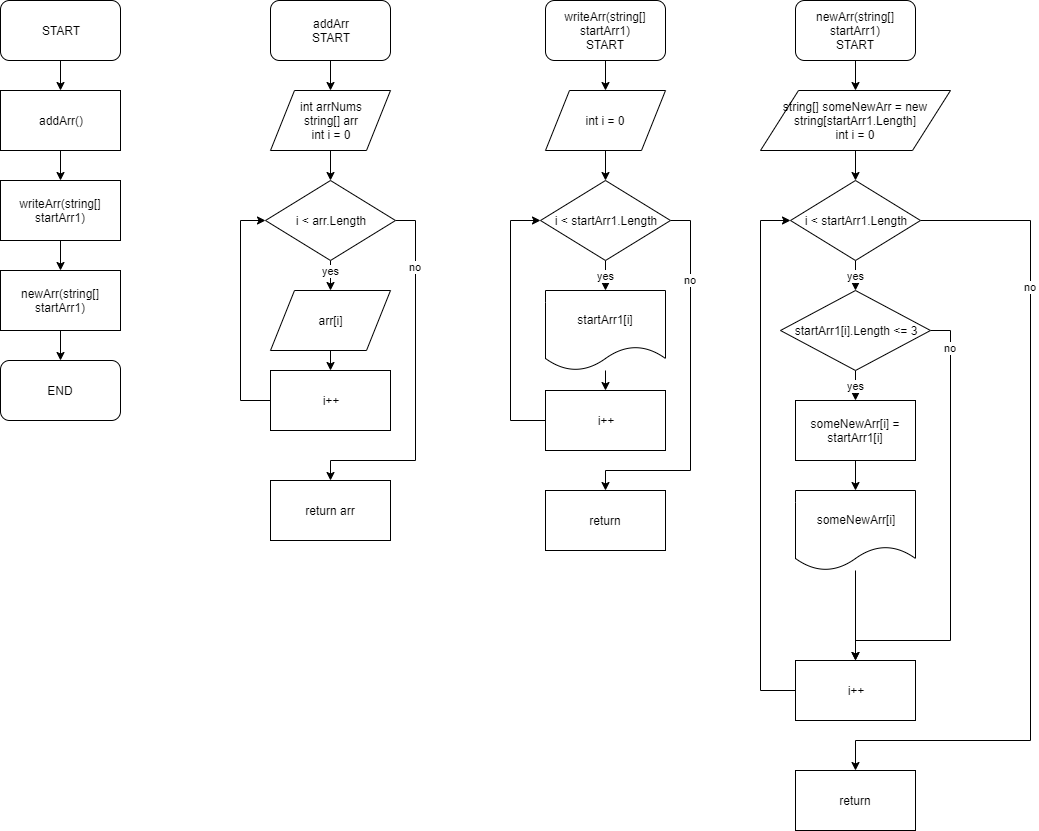 START
addArr()
writeArr(string[]
startArr1)
newArr(string[]
startArr1)
END
addArr
START
int arrNums
string[] arr
int i = 0
i < arr.Length
yes
no
arr[i]
i++
return arr
writeArr(string[]
startArr1)
START
int i = 0
i < startArr1.Length
yes
no
startArr1[i]
i++
return
newArr(string[]
startArr1)
START
string[] someNewArr = new
string[startArr1.Length]
int i = 0
i < startArr1.Length
yes
no
startArr1[i].Length <= 3
no
yes
someNewArr[i] =
startArr1[i]
someNewArr[i]
i++
return